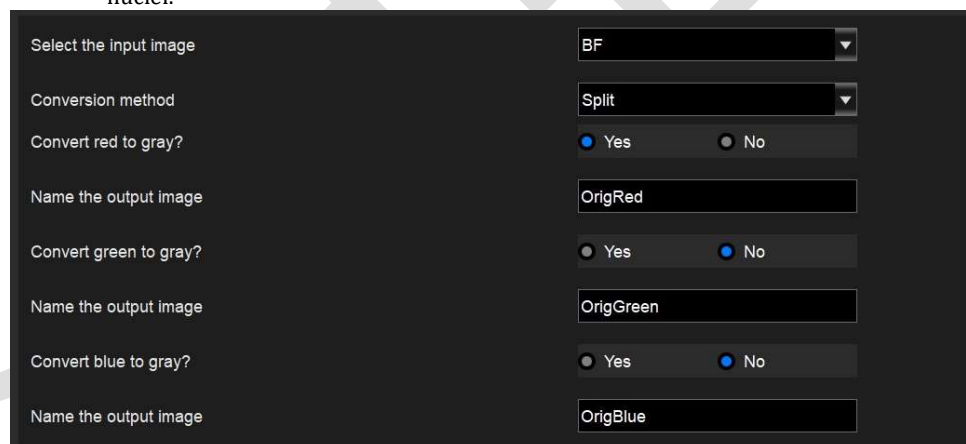 nuclei.
Select the input image BF
Conversion method Split
Convert red to gray? Yes No
Name the output image OrigRed
Convert green to gray? Yes No
Name the output image OrigGreen
Convert blue to gray? Yes No
Name the output image OrigBlue